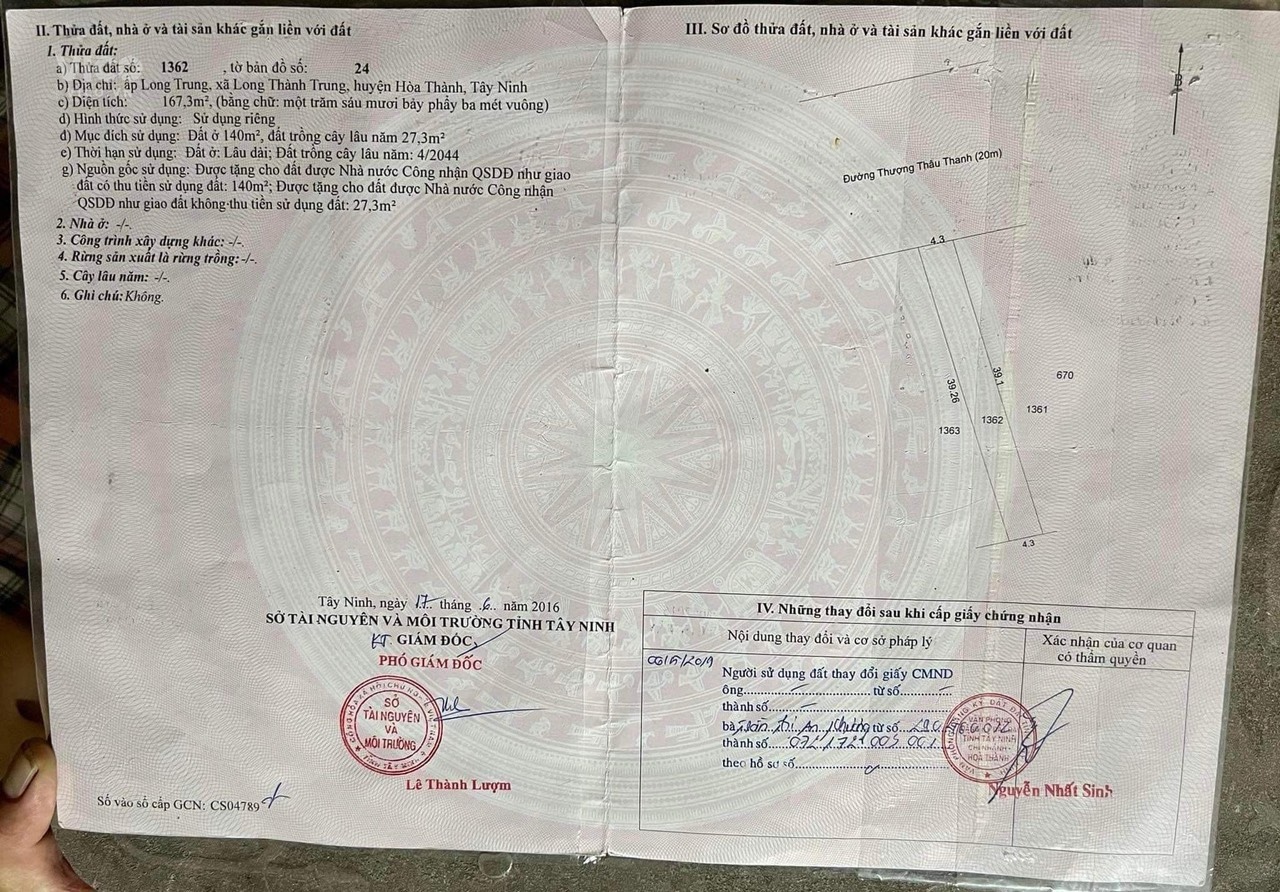 II. Thửa đất, nhà ở và tài sản khác gắn liền với đất
1. Thửa đất:
a) Thửa đất số: 1362 , tờ bản đồ số: 24
b) Địa chỉ: ấp Long Trung, xã Long Thành Trung, huyện Hòa Thành, Tây Ninh
c) Diện tích: 167,3m², (bằng chữ: một trăm sáu mươi bảy phẩy ba mét vuông)
d) Hình thức sử dụng: Sử dụng riêng
đ) Mục đích sử dụng: Đất ở 140m², đất trồng cây lâu năm 27,3m²
e) Thời hạn sử dụng: Đất ở: Lâu dài; Đất trồng cây lâu năm: 4/2044
g) Nguồn gốc sử dụng: Được tặng cho đất được Nhà nước Công nhận QSDĐ như giao
đất có thu tiền sử dụng đất: 140m²; Được tặng cho đất được Nhà nước Công nhận
QSDĐ như giao đất không thu tiền sử dụng đất: 27,3m²
2. Nhà ở: -/-.
3. Công trình xây dựng khác: -/-.
4. Rừng sản xuất là rừng trồng: -/-.
5. Cây lâu năm: -/-.
6. Ghi chú: Không.
Tây Ninh, ngày 17 tháng 6 năm 2016
SỞ TÀI NGUYÊN VÀ MÔI TRƯỜNG TỈNH TÂY NINH
KT GIÁM ĐỐC
PHÓ GIÁM ĐỐC
SỞ
TÀI NGUYÊN
VÀ
MÔI TRƯỜNG
Lê Thành Lượm
Số vào sổ cấp GCN: CS04789
III. Sơ đồ thửa đất, nhà ở và tài sản khác gắn liền với đất
B
Đường Thượng Thâu Thanh (20m)
4.3
39.26
39.1
670
1361
1362
1363
4.3
IV. Những thay đổi sau khi cấp giấy chứng nhận
Nội dung thay đổi và cơ sở pháp lý
Xác nhận của cơ quan
có thẩm quyền
Người sử dụng đất thay đổi giấy CMND
ông............ từ số............
thành số............
bà từ số
thành số
theo hồ sơ số............
VĂN PHÒNG
TỈNH TÂY NINH
CHI NHÁNH
HOÀ THÀNH
Nguyễn Nhất Sinh